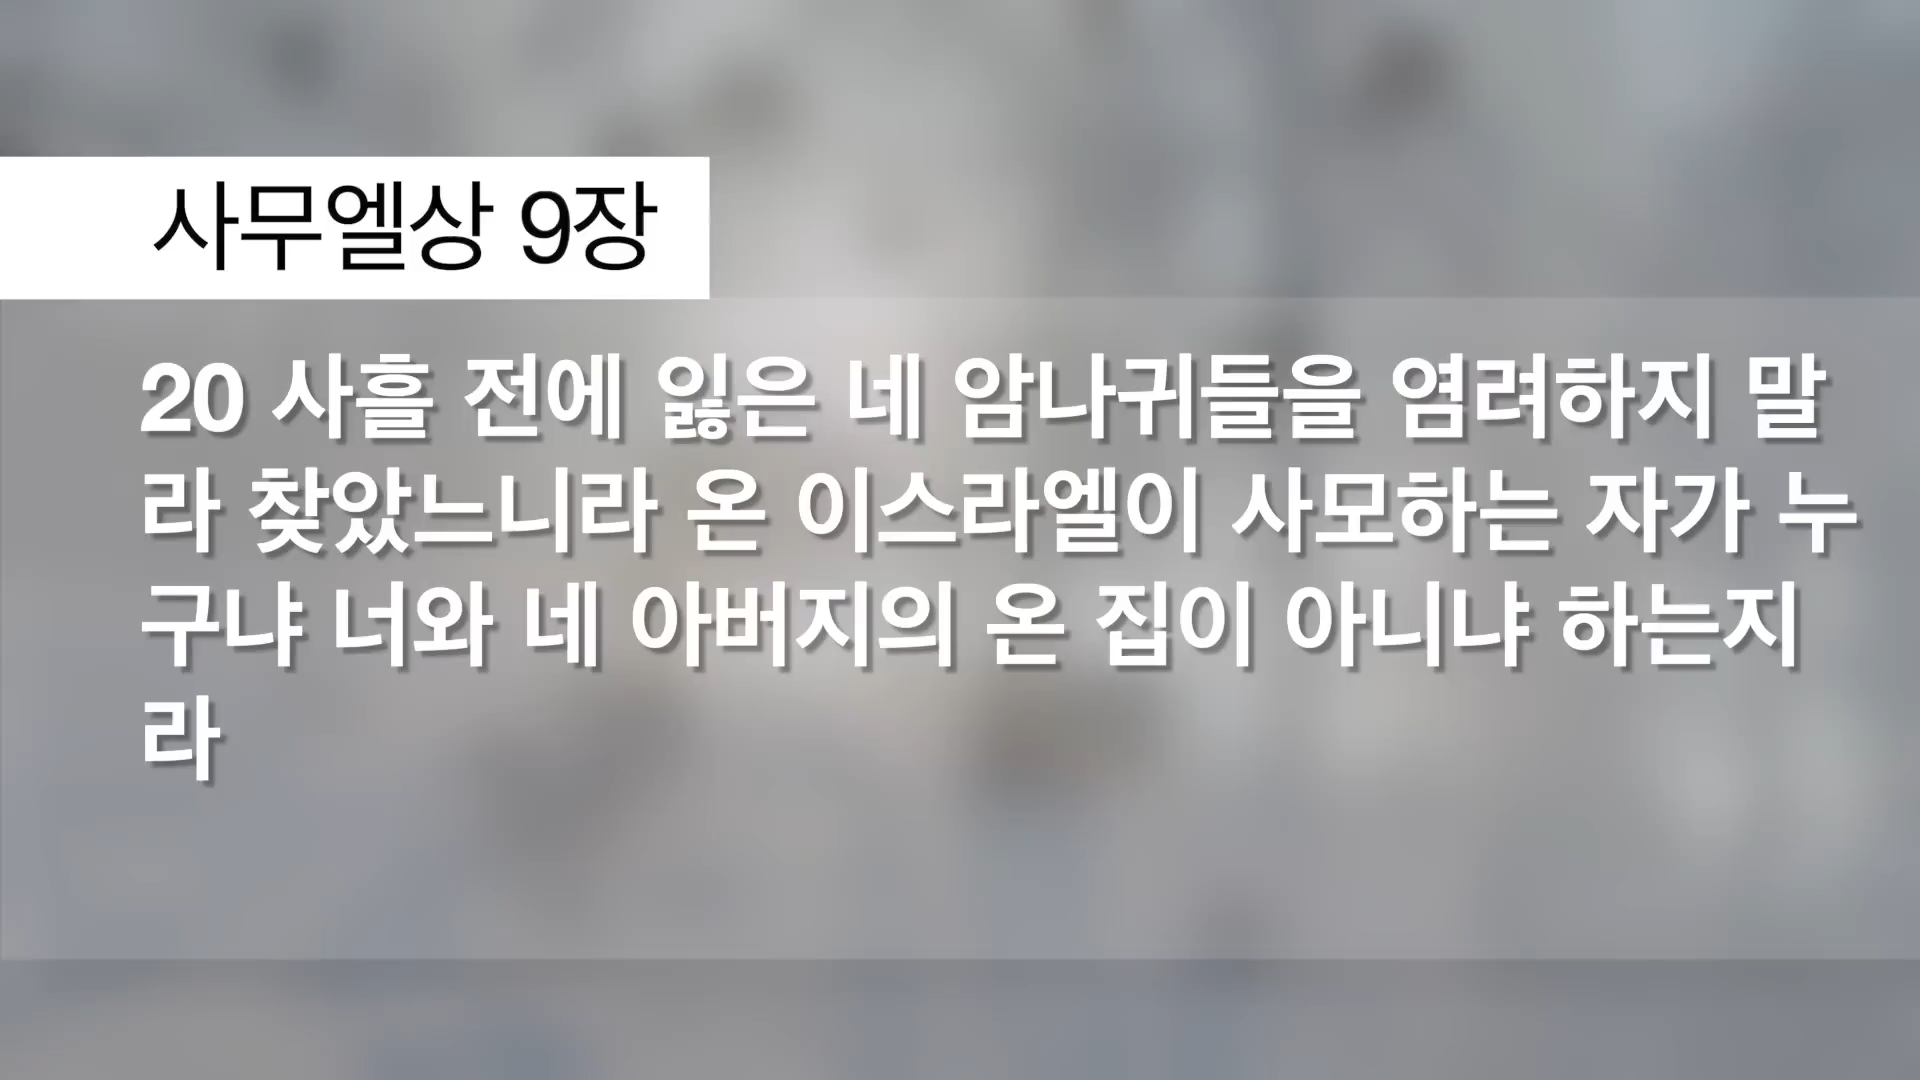 사무엘상 9장
20 사흘 전에 잃은 네 암나귀들을 염려하지 말
라 찾았느니라 온 이스라엘이 사모하는 자가 누
구냐 너와 네 아버지의 온 집이 아니냐 하는지
라